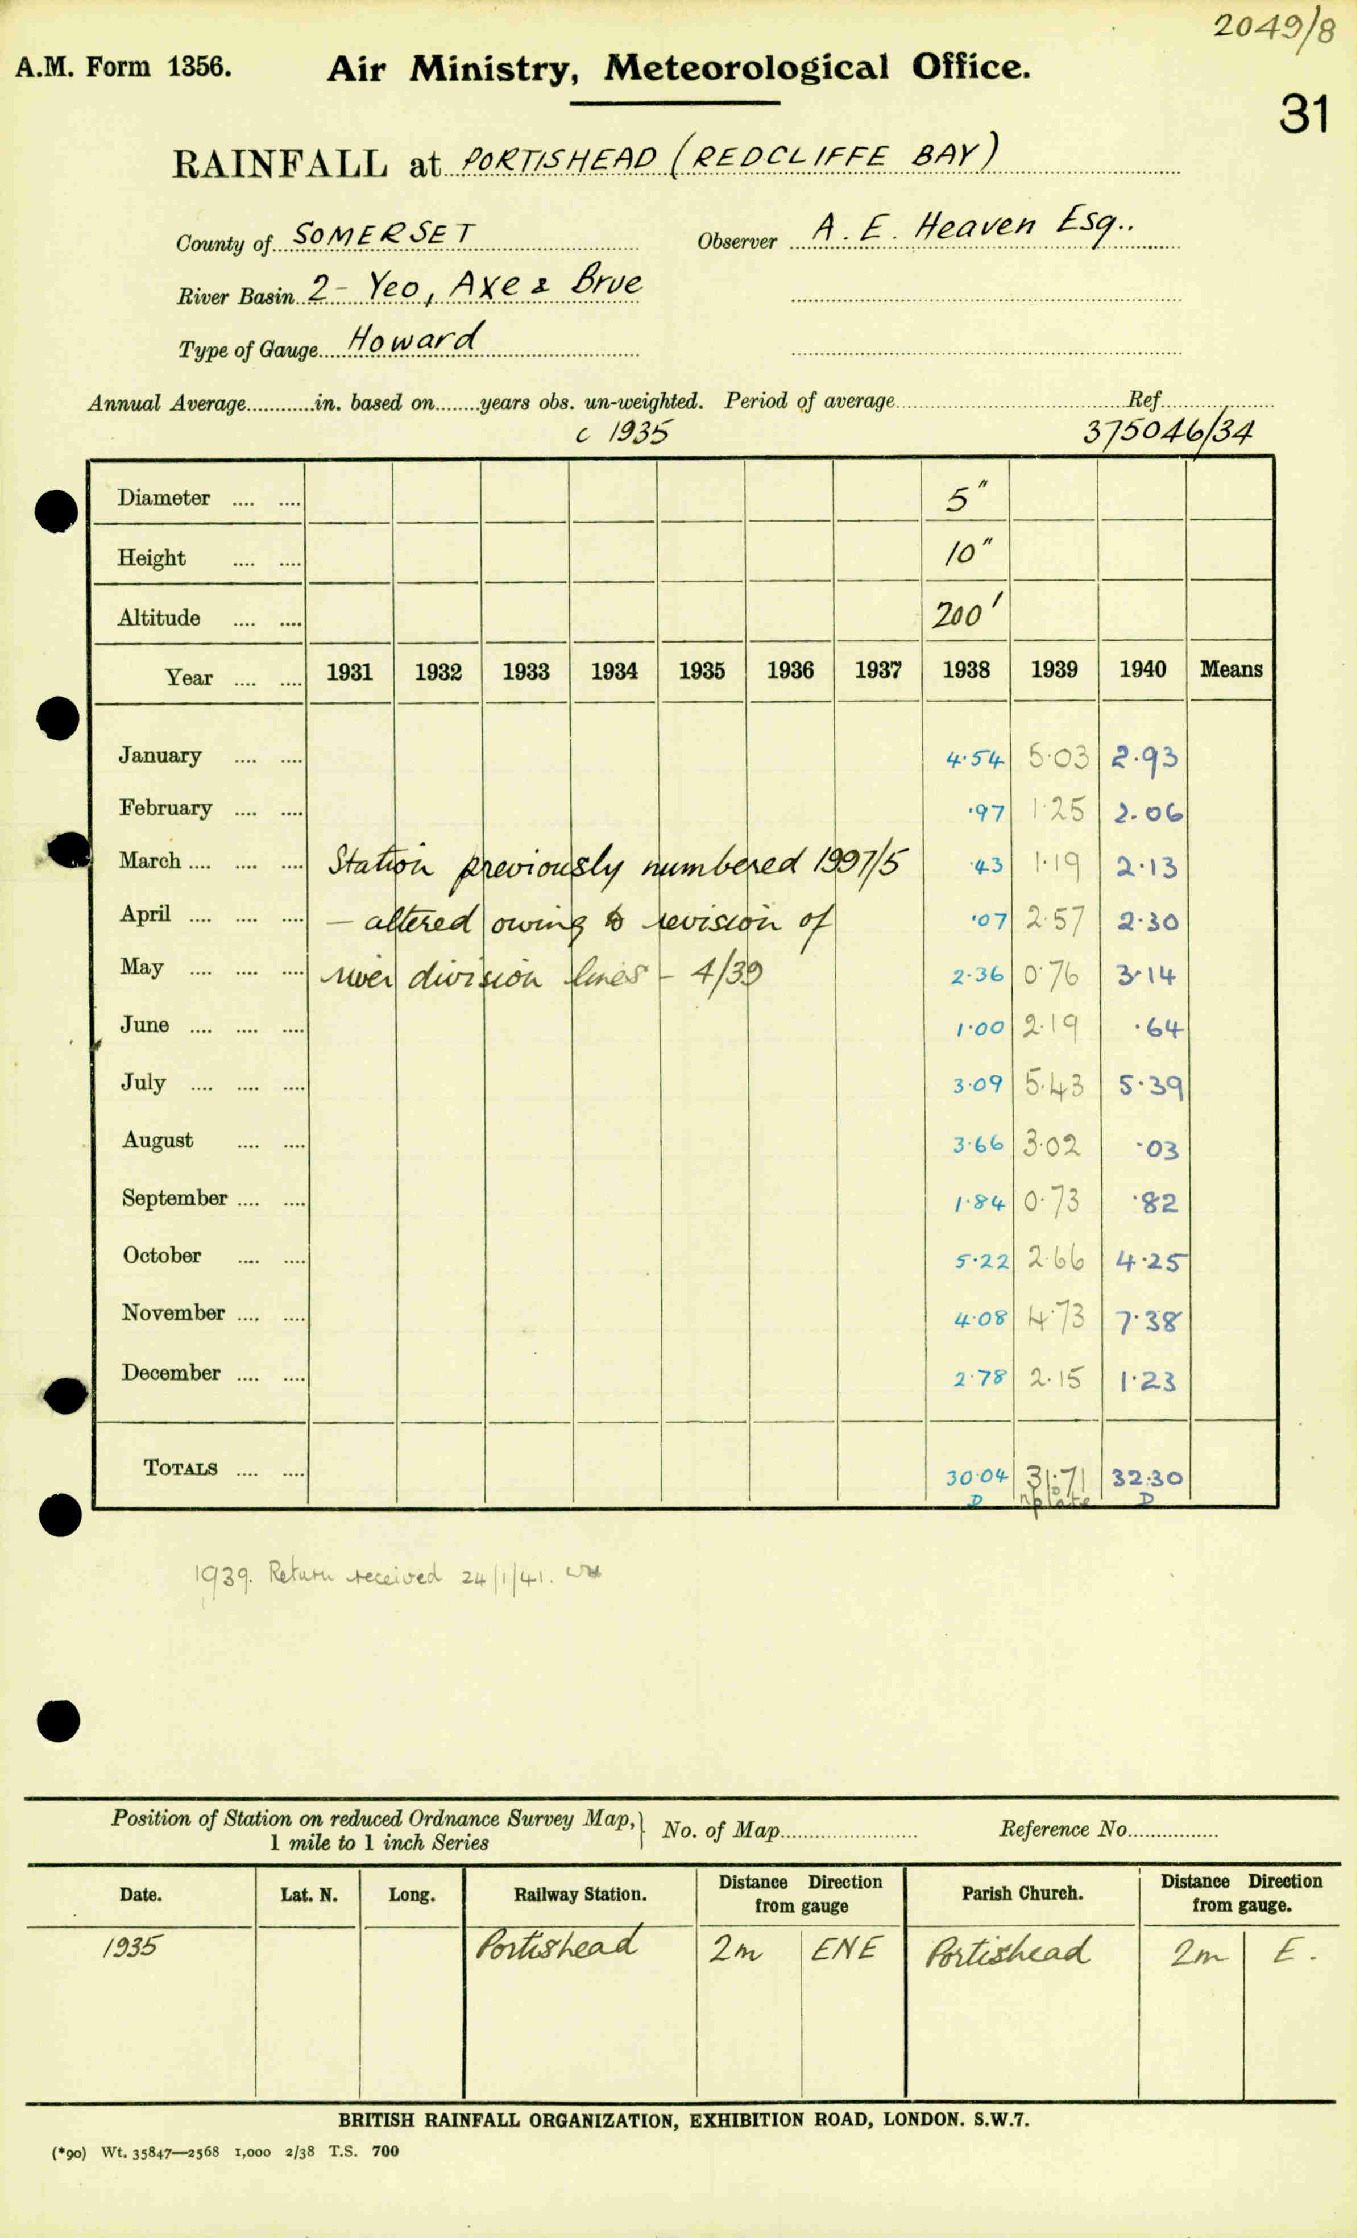 2049/8
A.M. Form 1356. Air Ministry, Meteorological Office.
31
RAINFALL at PORTISHEAD (REDCLIFFE BAY)
County of SOMERSET Observer A. E. Heaven Esq..
River Basin 2 - Yeo, Axe & Brue
Type of Gauge Howard
Annual Average............in. based on........years obs. un-weighted. Period of average.................... Ref............
c 1935 375046/34
Diameter .... .... 5"
Height .... .... 10"
Altitude .... .... 200'
Year .... .... 1931 1932 1933 1934 1935 1936 1937 1938 1939 1940 Means
January .... .... 4.54 5.03 2.93
February .... .... .97 1.25 2.06
March .... .... .... Station previously numbered 1997/5 .43 1.19 2.13
April .... .... .... – altered owing to revision of .07 2.57 2.30
May .... .... .... river division lines – 4/39 2.36 0.76 3.14
June .... .... .... 1.00 2.19 .64
July .... .... .... 3.09 5.43 5.39
August .... .... 3.66 3.02 .03
September .... .... 1.84 0.73 .82
October .... .... 5.22 2.66 4.25
November .... .... 4.08 4.73 7.38
December .... .... 2.78 2.15 1.23
TOTALS .... .... 30.04 31.71 32.30
D late D
1939. Return received 24/1/41.
Position of Station on reduced Ordnance Survey Map, } No. of Map............ Reference No............
1 mile to 1 inch Series
Date. Lat. N. Long. Railway Station. Distance Direction from gauge Parish Church. Distance Direction from gauge.
1935 Portishead 2m ENE Portishead 2m E.
BRITISH RAINFALL ORGANIZATION, EXHIBITION ROAD, LONDON. S.W.7.
(*90) Wt. 35847—2568 1,000 2/38 T.S. 700